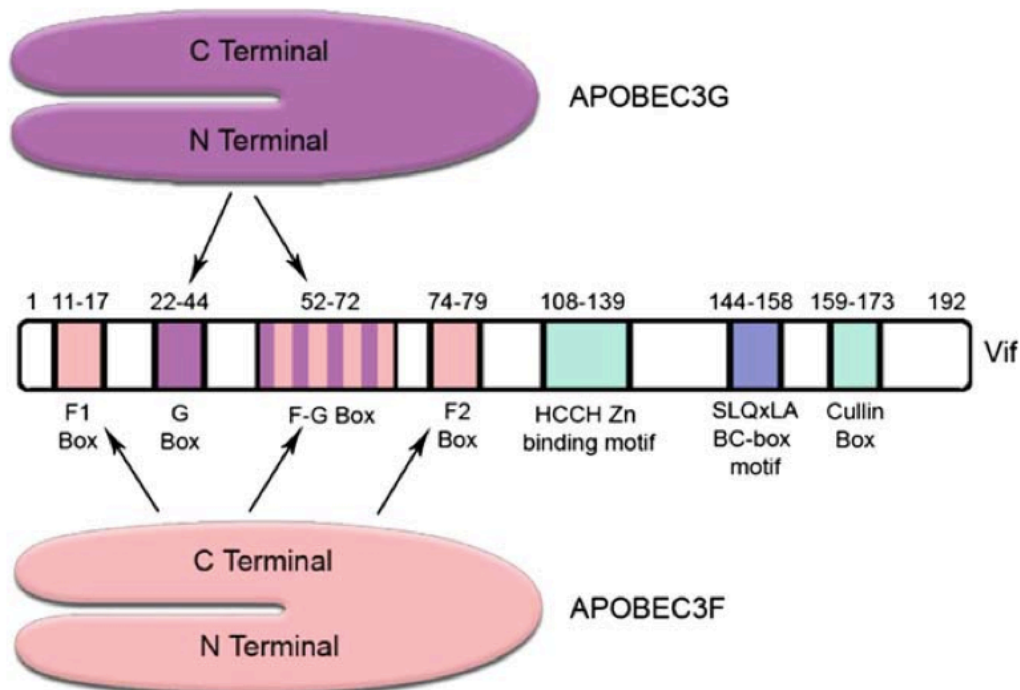 C Terminal
APOBEC3G
N Terminal
1 11-17 22-44 52-72 74-79 108-139 144-158 159-173 192
Vif
F1
Box
G
Box
F-G Box
F2
Box
HCCH Zn
binding motif
SLQxLA
BC-box
motif
Cullin
Box
C Terminal
APOBEC3F
N Terminal